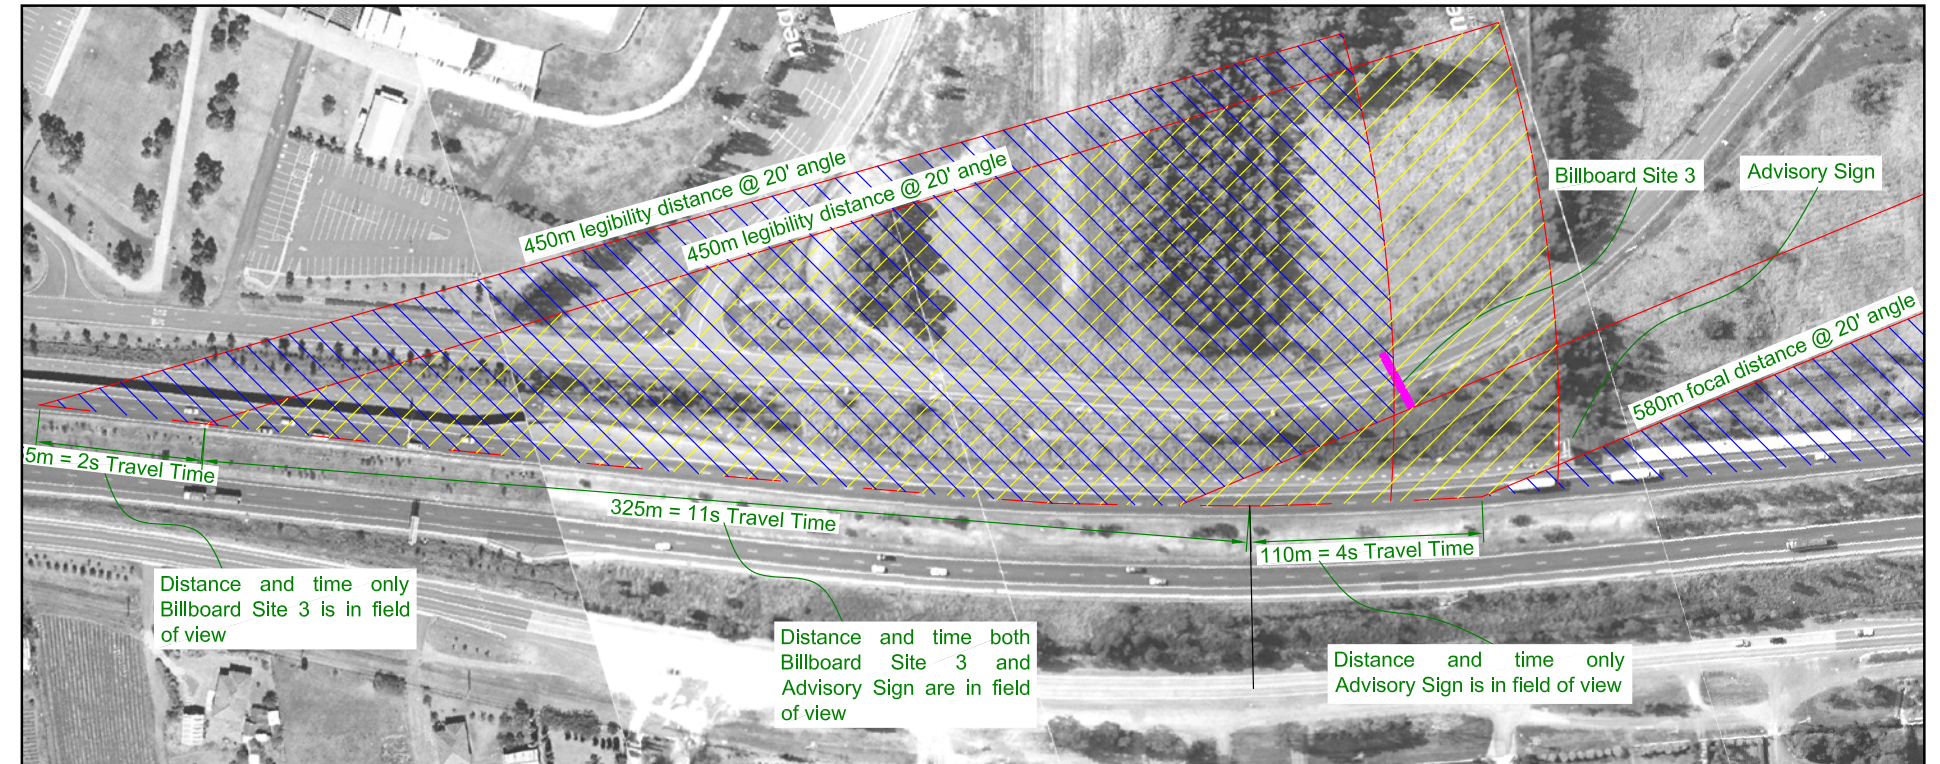 450m legibility distance @ 20' angle
450m legibility distance @ 20' angle
Billboard Site 3
Advisory Sign
580m focal distance @ 20' angle
5m = 2s Travel Time
325m = 11s Travel Time
110m = 4s Travel Time
Distance and time only
Billboard Site 3 is in field
of view
Distance and time both
Billboard Site 3 and
Advisory Sign are in field
of view
Distance and time only
Advisory Sign is in field of view